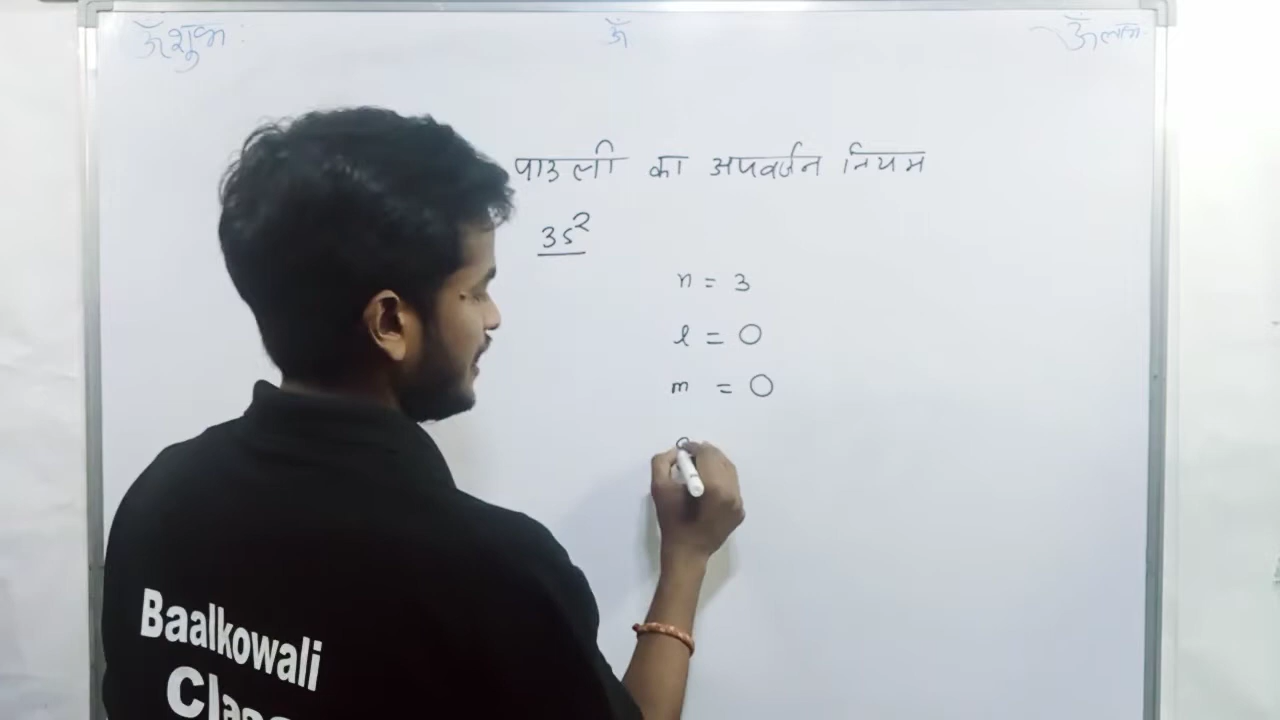 ॐ शुभ :
ॐ
ॐ लाभ
पाउली का अपवर्जन नियम
3s²
n = 3
l = 0
m = 0
Baalkowali